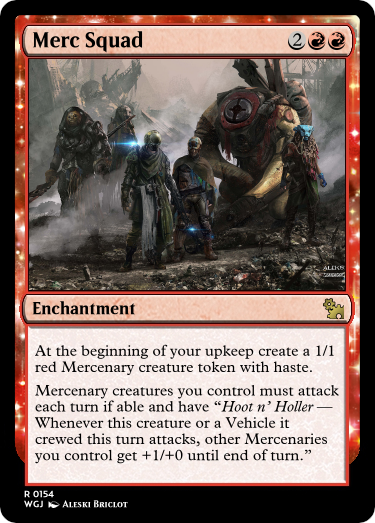 Merc Squad 2
Enchantment
At the beginning of your upkeep create a 1/1
red Mercenary creature token with haste.
Mercenary creatures you control must attack
each turn if able and have “Hoot n’ Holler —
Whenever this creature or a Vehicle it
crewed this turn attacks, other Mercenaries
you control get +1/+0 until end of turn.”
R 0154
WGJ Aleski Briclot